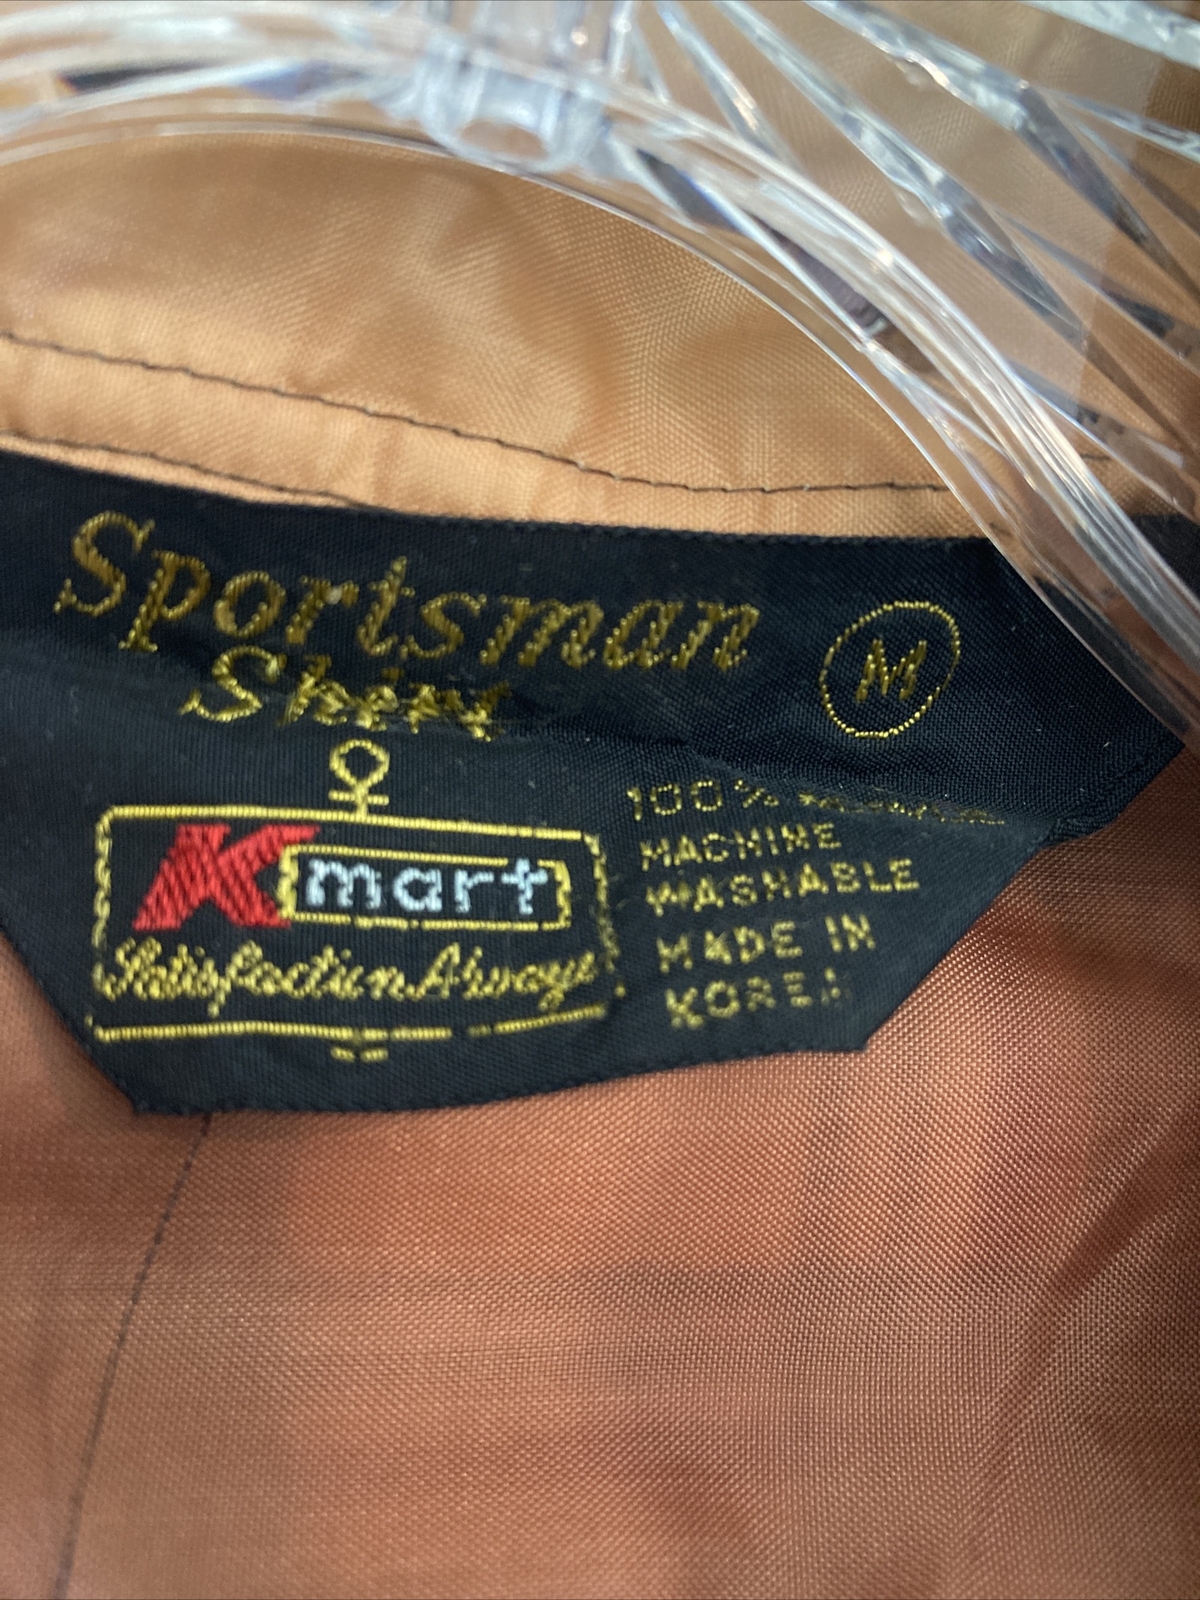 Sportsman
Shirt
M
Kmart
Satisfaction Always
100%
MACHINE
WASHABLE
MADE IN
KOREA